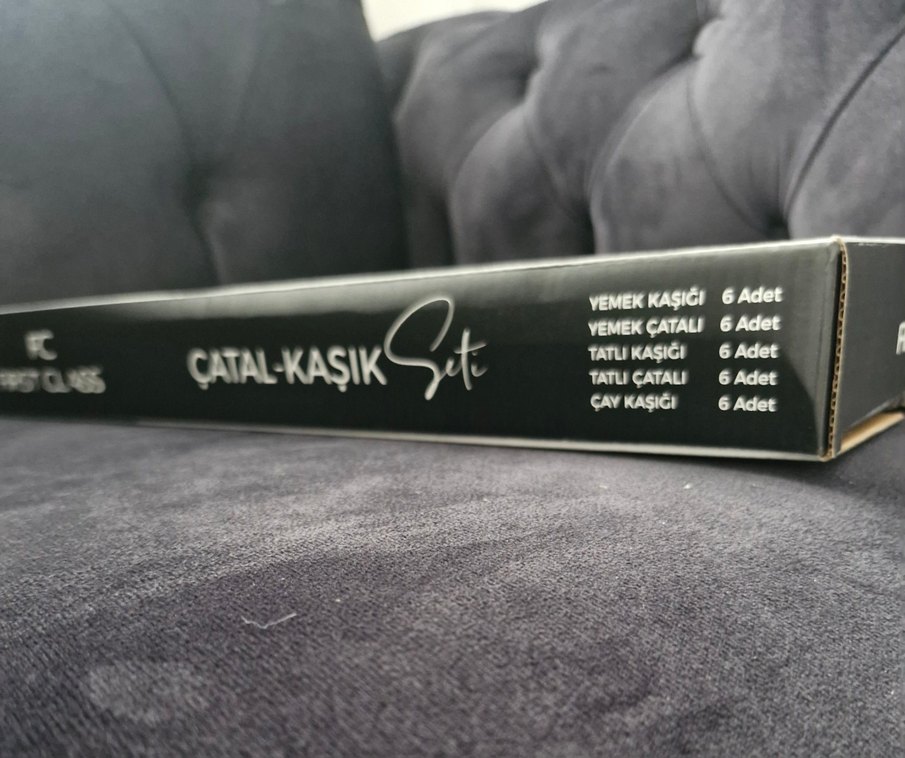 FC
FIRST CLASS
ÇATAL-KAŞIK Seti
YEMEK KAŞIĞI 6 Adet
YEMEK ÇATALI 6 Adet
TATLI KAŞIĞI 6 Adet
TATLI ÇATALI 6 Adet
ÇAY KAŞIĞI 6 Adet